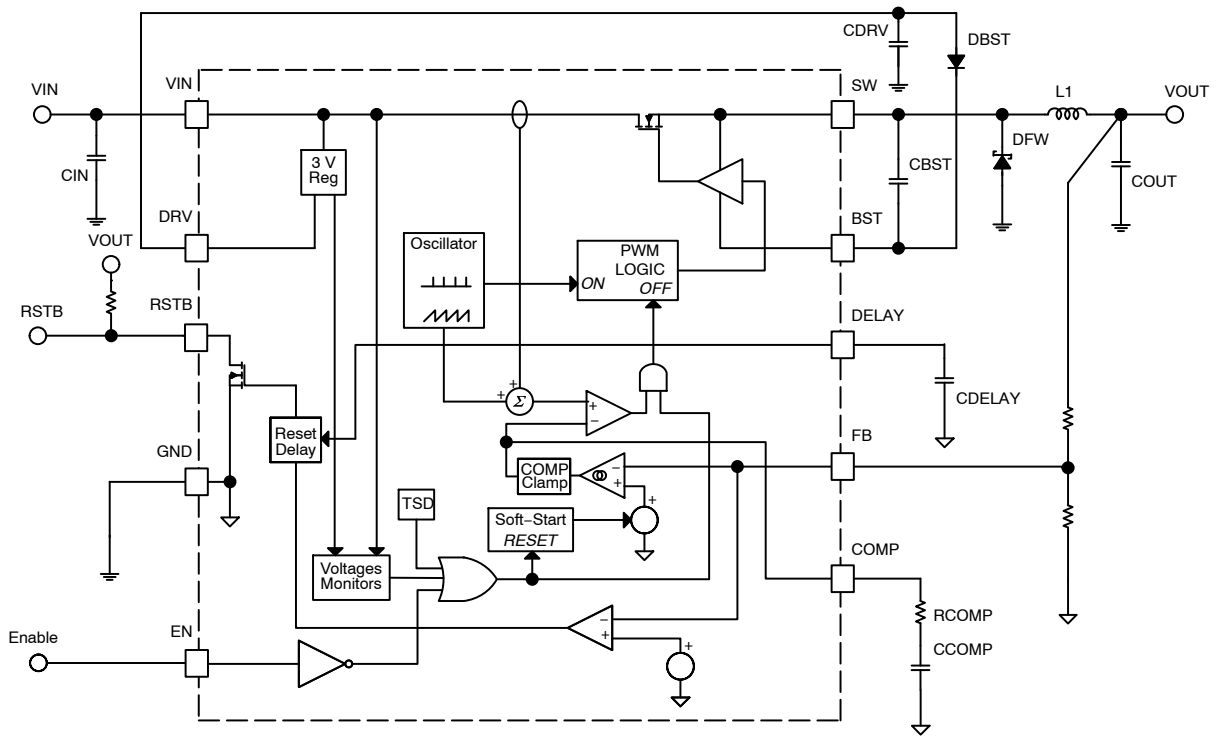 CDRV
DBST
VIN
VIN
SW
L1
VOUT
3 V
Reg
DFW
CIN
CBST
COUT
DRV
BST
VOUT
Oscillator
PWM
LOGIC
ON
OFF
RSTB
RSTB
DELAY
+
+
Σ
+
−
CDELAY
Reset
Delay
FB
GND
COMP
Clamp
−
+
+
TSD
Soft−Start
RESET
COMP
Voltages
Monitors
RCOMP
EN
−
+
+
Enable
CCOMP